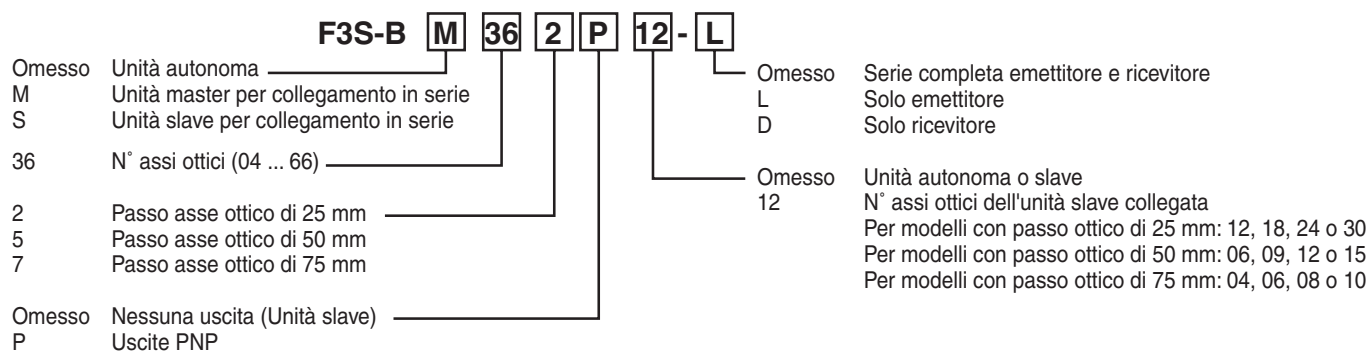 F3S-B M 36 2 P 12 - L
Omesso Unità autonoma
M Unità master per collegamento in serie
S Unità slave per collegamento in serie
36 N° assi ottici (04 ... 66)
2 Passo asse ottico di 25 mm
5 Passo asse ottico di 50 mm
7 Passo asse ottico di 75 mm
Omesso Nessuna uscita (Unità slave)
P Uscite PNP
Omesso Serie completa emettitore e ricevitore
L Solo emettitore
D Solo ricevitore
Omesso Unità autonoma o slave
12 N° assi ottici dell'unità slave collegata
Per modelli con passo ottico di 25 mm: 12, 18, 24 o 30
Per modelli con passo ottico di 50 mm: 06, 09, 12 o 15
Per modelli con passo ottico di 75 mm: 04, 06, 08 o 10